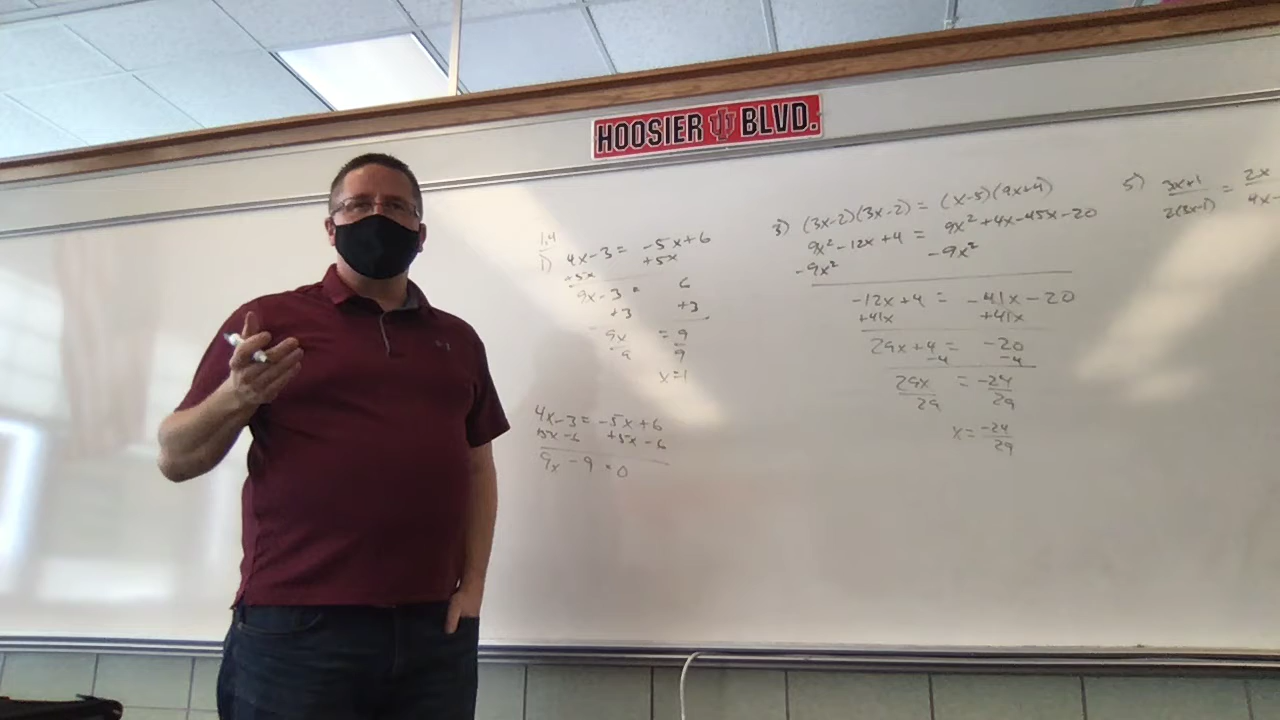 HOOSIER IU BLVD.
1.4
1) 4x-3 = -5x+6
+5x +5x
9x-3 = 6
+3 +3
9x = 9
9 9
x=1
4x-3 = -5x+6
+5x-6 +5x-6
9x-9=0
3) (3x-2)(3x-2) = (x-5)(9x+4)
9x²-12x+4 = 9x²+4x-45x-20
-9x² -9x²
-12x+4 = -41x-20
+41x +41x
29x+4 = -20
-4 -4
29x = -24
29 29
x = -24
29
5) 3x+1 = 2x
2(3x-1) 4x-